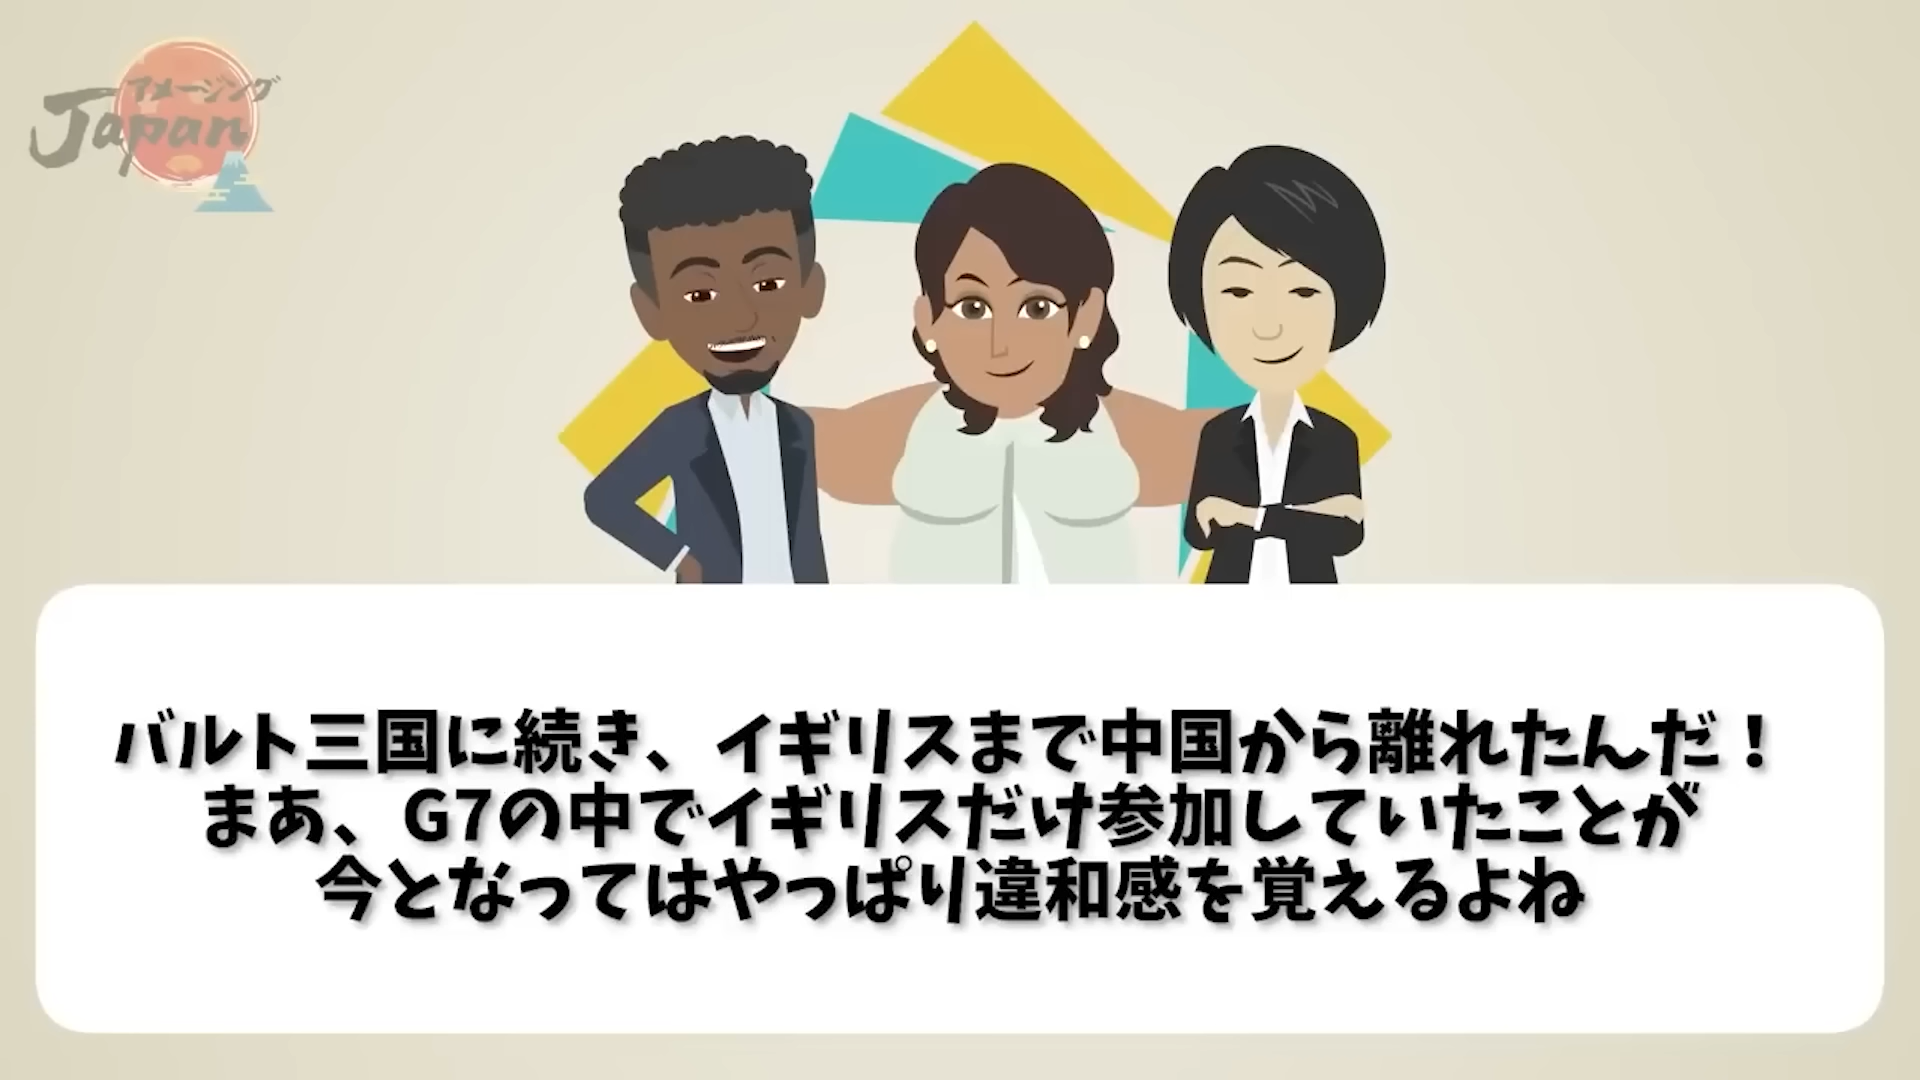 アメージング
Japan
バルト三国に続き、イギリスまで中国から離れたんだ！
まあ、G7の中でイギリスだけ参加していたことが
今となってはやっぱり違和感を覚えるよね